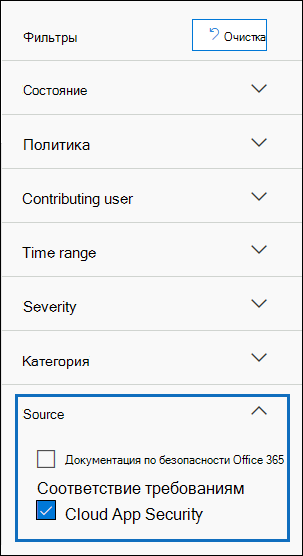 Фильтры
Очистка
Состояние
Политика
Contributing user
Time range
Severity
Категория
Source
Документация по безопасности Office 365
Соответствие требованиям
Cloud App Security